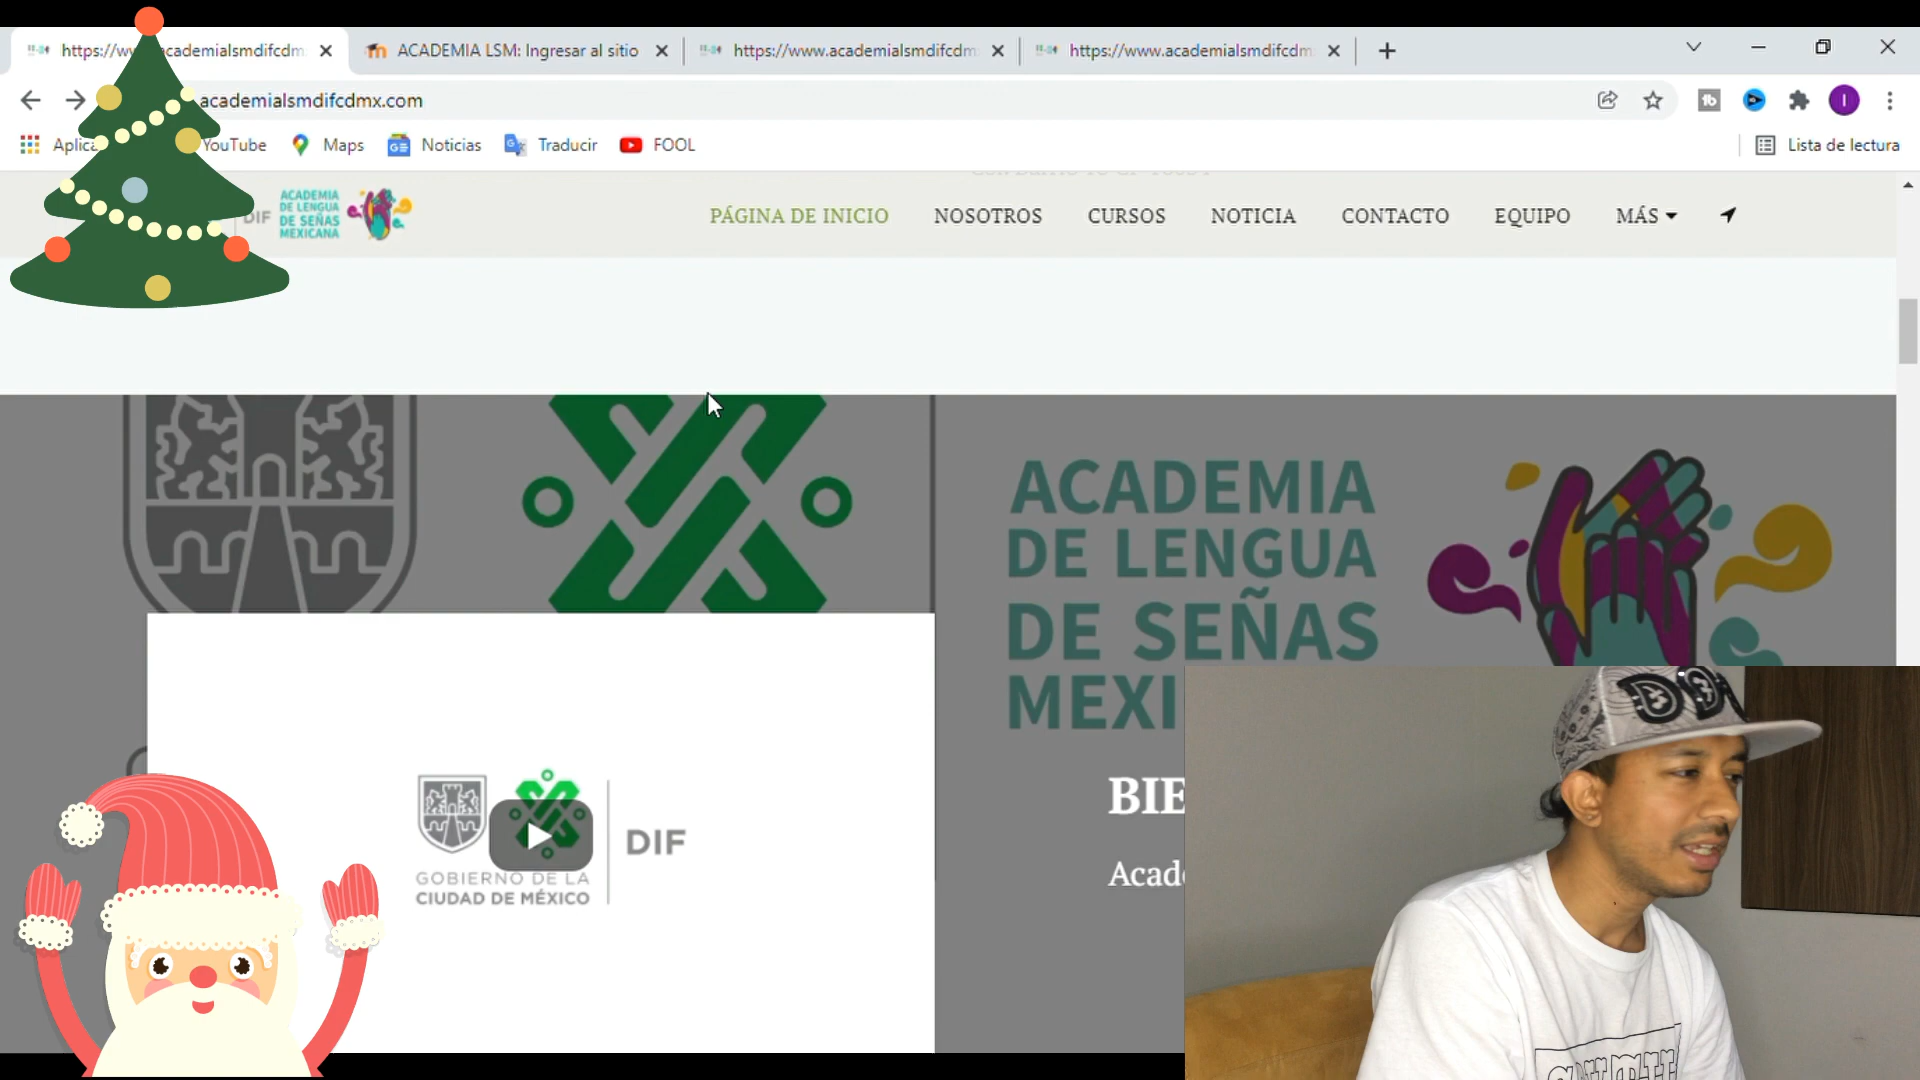 https://www.academialsmdifcdm
ACADEMIA LSM: Ingresar al sitio
https://www.academialsmdifcdm
https://www.academialsmdifcdm
academialsmdifcdmx.com
Aplica
YouTube
Maps
Noticias
Traducir
FOOL
Lista de lectura
DIF
ACADEMIA
DE LENGUA
DE SEÑAS
MEXICANA
PÁGINA DE INICIO
NOSOTROS
CURSOS
NOTICIA
CONTACTO
EQUIPO
MÁS
ACADEMIA
DE LENGUA
DE SEÑAS
MEXI
BIE
Acade
DIF
GOBIERNO DE LA
CIUDAD DE MÉXICO